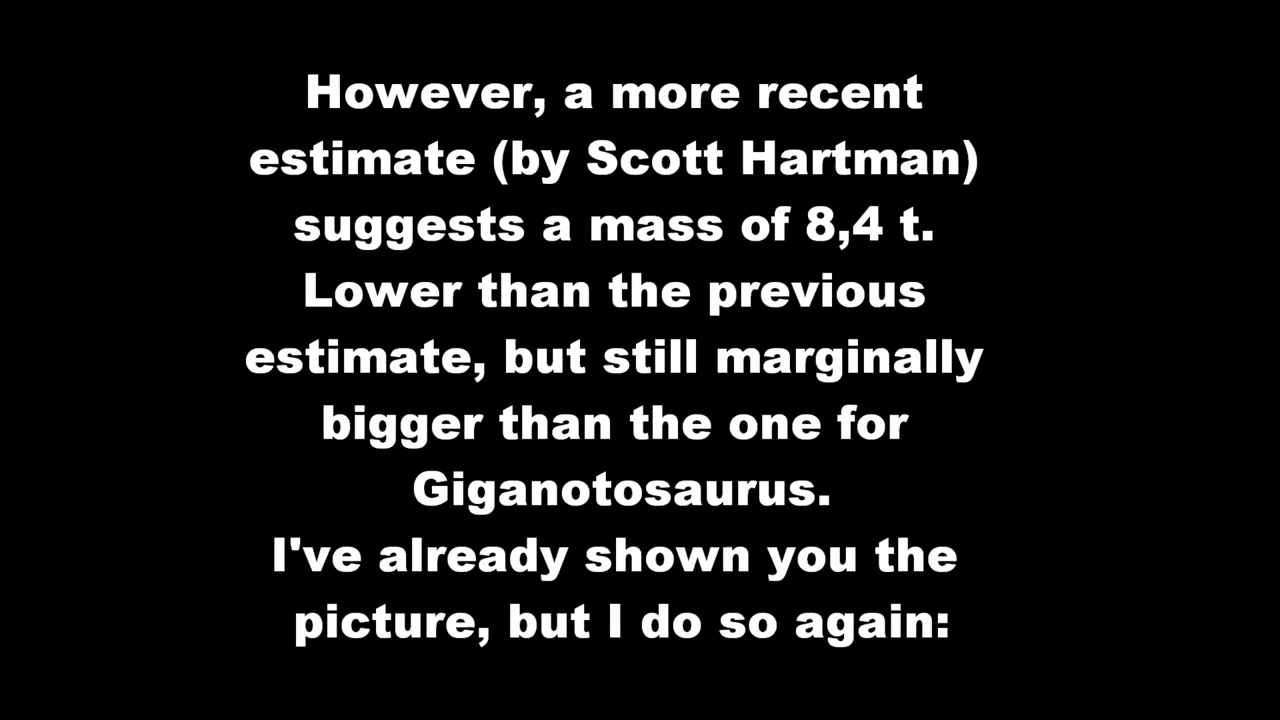 However, a more recent
estimate (by Scott Hartman)
suggests a mass of 8,4 t.
Lower than the previous
estimate, but still marginally
bigger than the one for
Giganotosaurus.
I've already shown you the
picture, but I do so again: